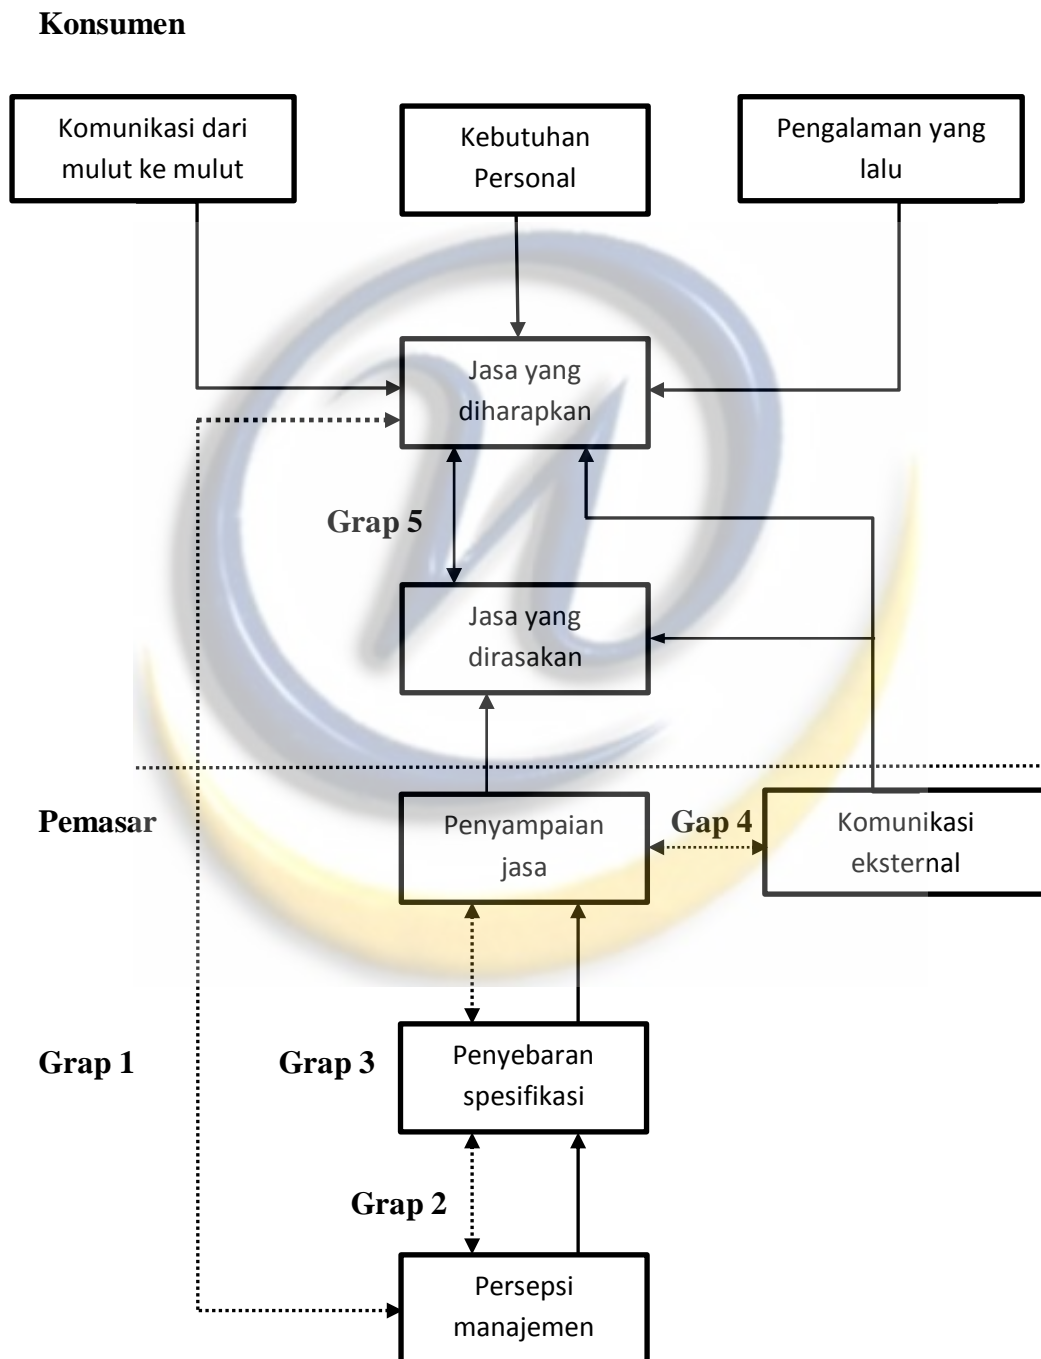 Konsumen
Komunikasi dari
mulut ke mulut
Kebutuhan
Personal
Pengalaman yang
lalu
Jasa yang
diharapkan
Grap 5
Jasa yang
dirasakan
Pemasar
Penyampaian
jasa
Gap 4
Komunikasi
eksternal
Grap 1
Grap 3
Penyebaran
spesifikasi
Grap 2
Persepsi
manajemen